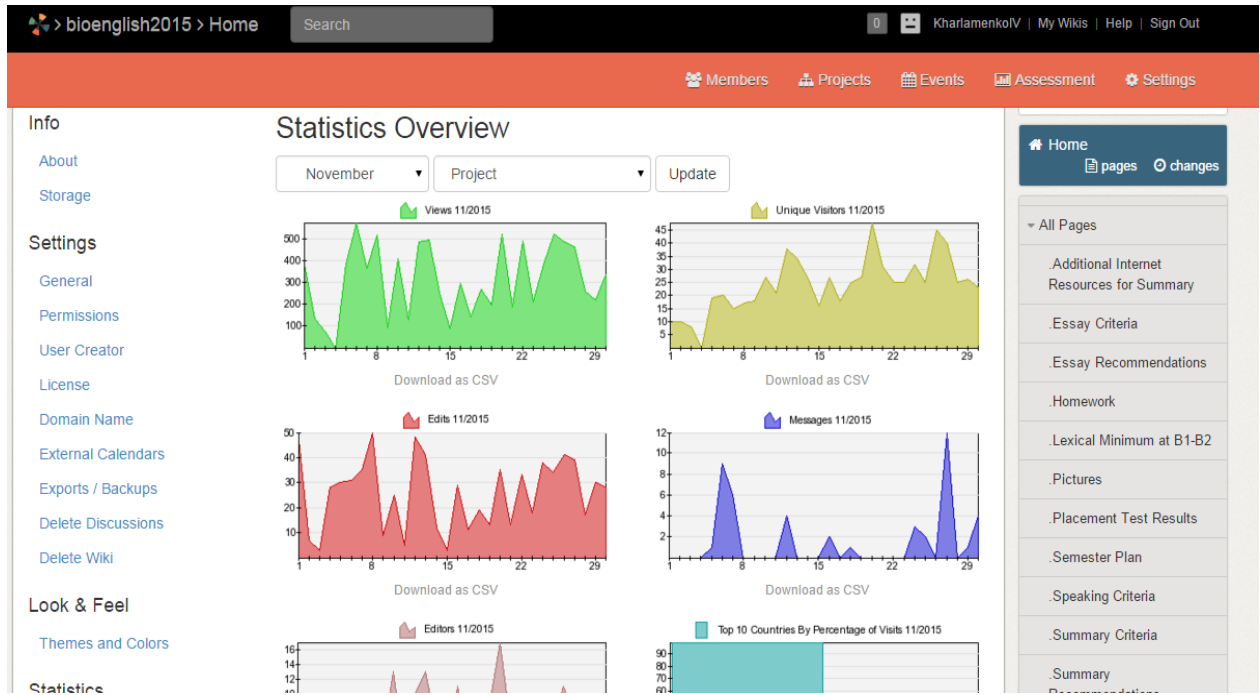 > bioenglish2015 > Home
Search
0
KharlamenkoIV | My Wikis | Help | Sign Out
Members
Projects
Events
Assessment
Settings
Info
About
Storage
Settings
General
Permissions
User Creator
License
Domain Name
External Calendars
Exports / Backups
Delete Discussions
Delete Wiki
Look & Feel
Themes and Colors
Statistics
Statistics Overview
November
Project
Update
Views 11/2015
500
400
300
200
100
1 8 15 22 29
Download as CSV
Unique Visitors 11/2015
45
40
35
30
25
20
15
10
5
1 8 15 22 29
Download as CSV
Edits 11/2015
50
40
30
20
10
1 8 15 22 29
Download as CSV
Messages 11/2015
12
10
8
6
4
2
1 8 15 22 29
Download as CSV
Editors 11/2015
16
14
12
10
Top 10 Countries By Percentage of Visits 11/2015
90
80
70
60
Home
pages changes
All Pages
.Additional Internet
Resources for Summary
.Essay Criteria
.Essay Recommendations
.Homework
.Lexical Minimum at B1-B2
.Pictures
.Placement Test Results
.Semester Plan
.Speaking Criteria
.Summary Criteria
.Summary
Recommendations